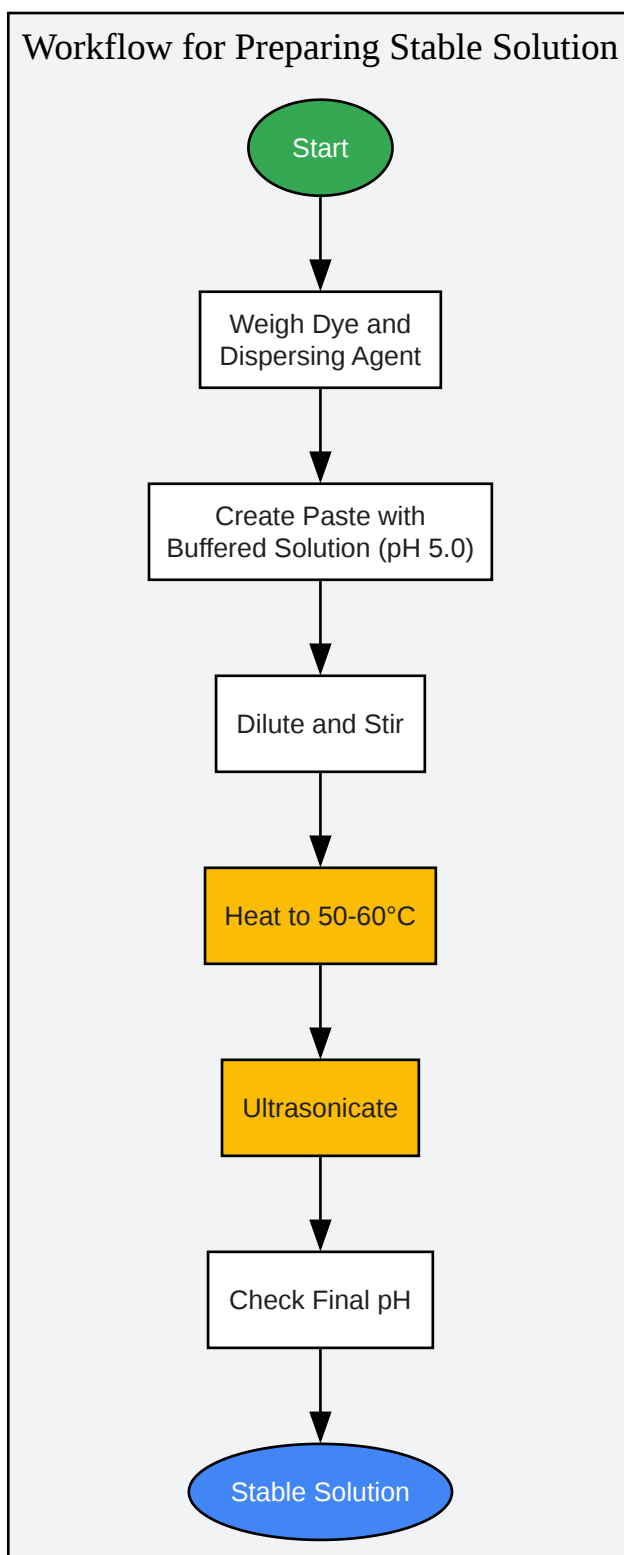 Workflow for Preparing Stable Solution
Start
Weigh Dye and
Dispersing Agent
Create Paste with
Buffered Solution (pH 5.0)
Dilute and Stir
Heat to 50-60°C
Ultrasonicate
Check Final pH
Stable Solution